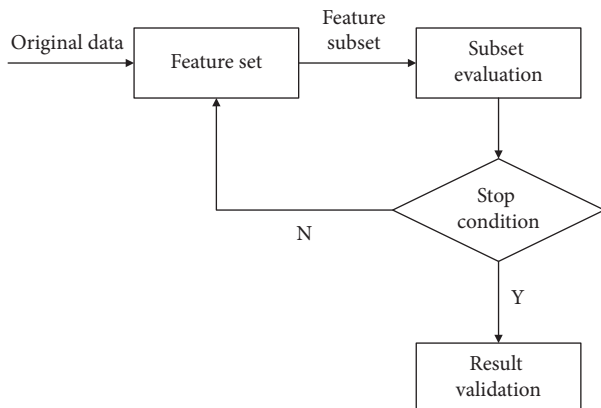 Original data
Feature set
Feature
subset
Subset
evaluation
Stop
condition
N
Y
Result
validation